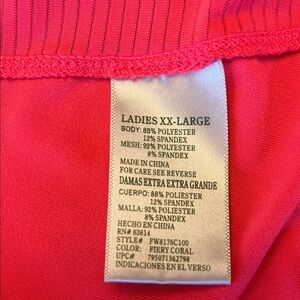 LADIES XX-LARGE
BODY: 88% POLYESTER
12% SPANDEX
MESH: 92% POLYESTER
8% SPANDEX
MADE IN CHINA
FOR CARE SEE REVERSE
DAMAS EXTRA EXTRA GRANDE
CUERPO: 88% POLYESTER
12% SPANDEX
MALLA: 92% POLYESTER
8% SPANDEX
HECHO EN CHINA
RN# 83814
STYLE# FW8176C100
COLOR: FIERY CORAL
UPC# 795071362798
INDICACIONES EN EL VERSO